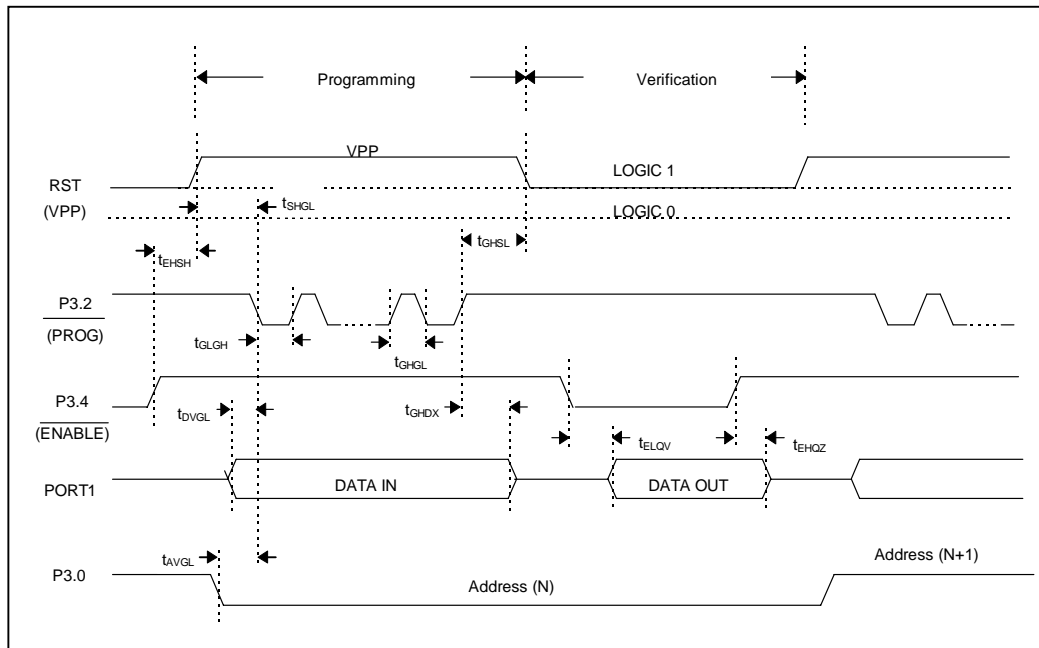 Programming
Verification
VPP
RST
(VPP)
LOGIC 1
LOGIC 0
tSHGL
tGHSL
tEHSH
P3.2
(PROG)
tGLGH
tGHGL
P3.4
(ENABLE)
tDVGL
tGHDX
tELQV
tEHQZ
PORT1
DATA IN
DATA OUT
tAVGL
P3.0
Address (N)
Address (N+1)